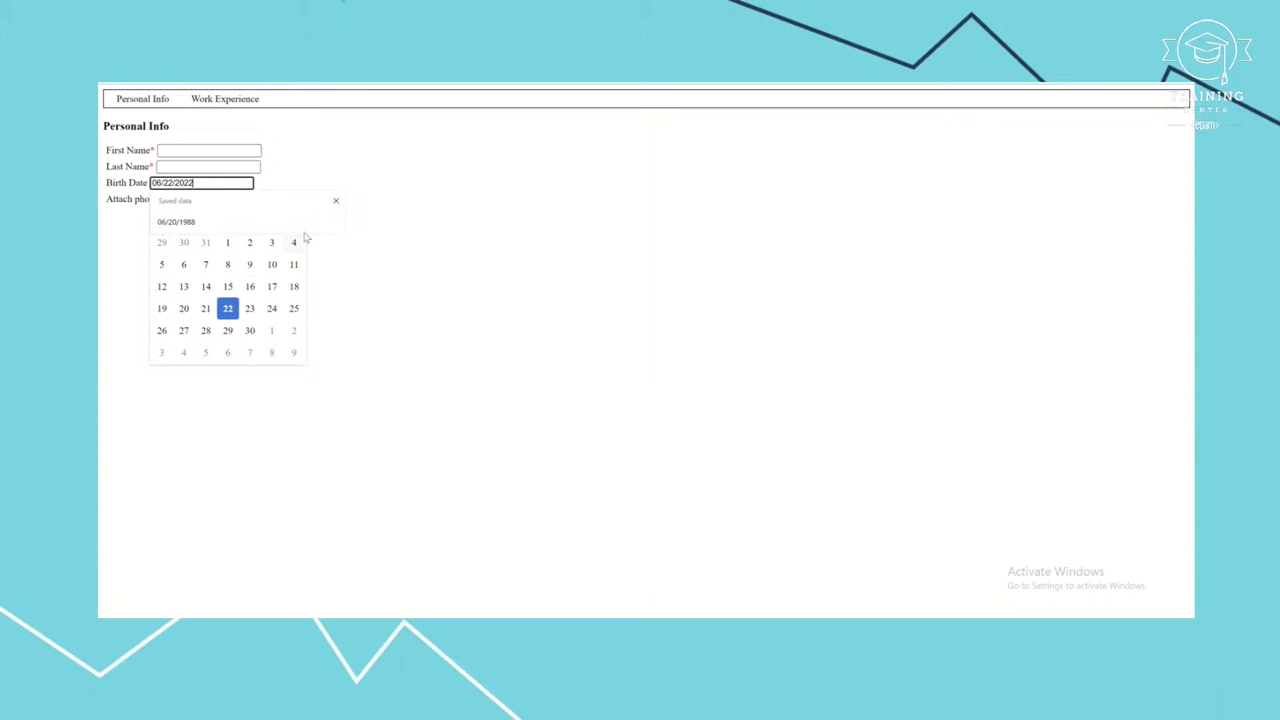 TRAINING
CENTER
<epam>
Personal Info Work Experience
Personal Info
First Name*
Last Name*
Birth Date 06/22/2022
Attach pho
Saved data ×
06/20/1988
29 30 31 1 2 3 4
5 6 7 8 9 10 11
12 13 14 15 16 17 18
19 20 21 22 23 24 25
26 27 28 29 30 1 2
3 4 5 6 7 8 9
Activate Windows
Go to Settings to activate Windows.